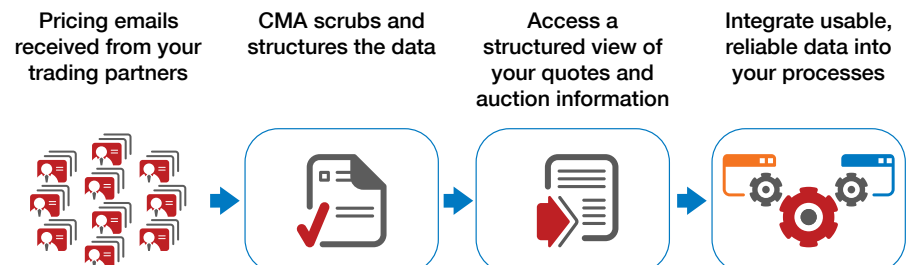 Pricing emails
received from your
trading partners
CMA scrubs and
structures the data
Access a
structured view of
your quotes and
auction information
Integrate usable,
reliable data into
your processes